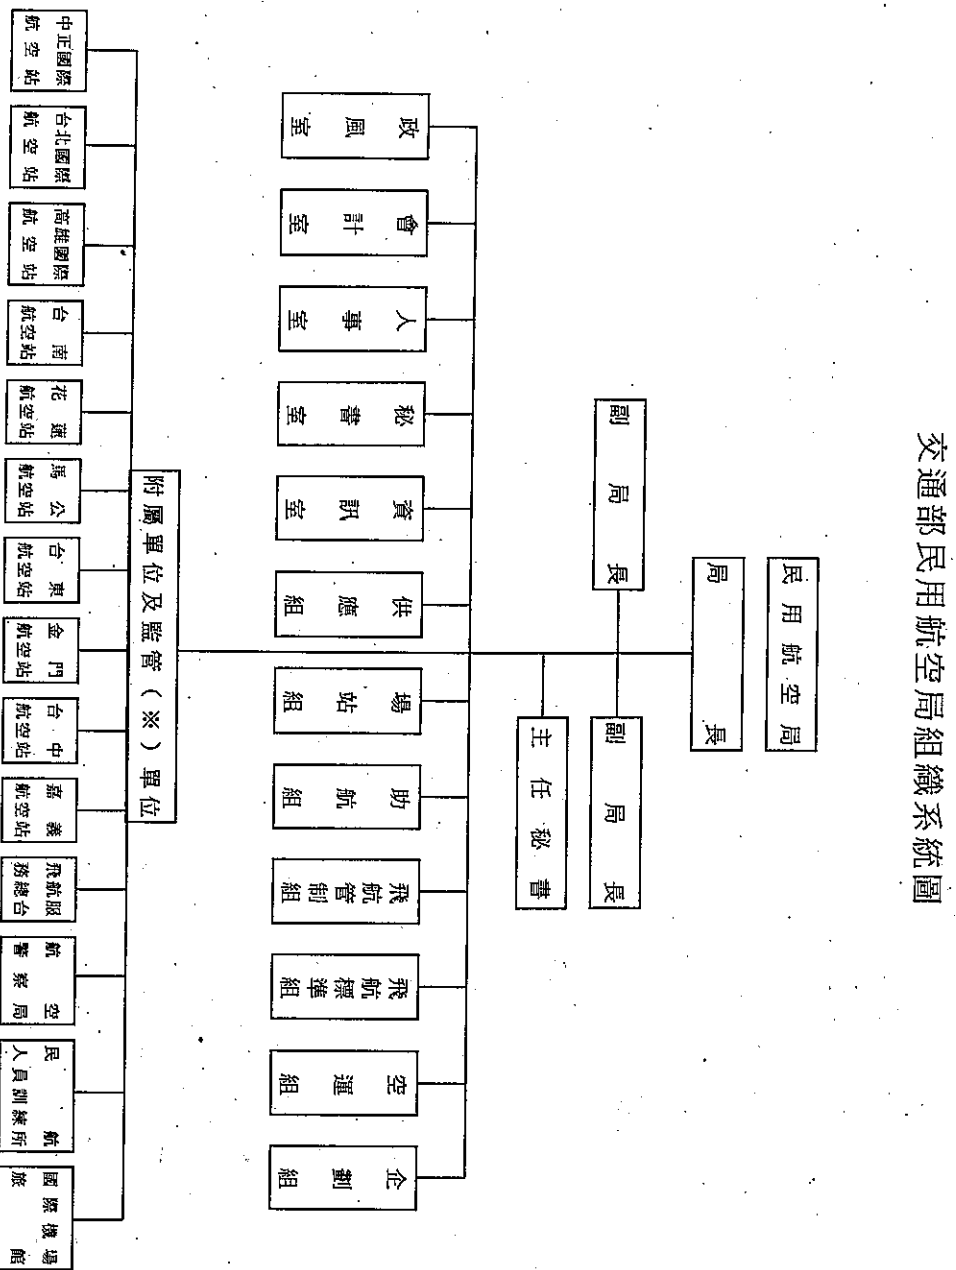 交通部民用航空局組織系統圖
民用航空局
局長
副局長
副局長
主任秘書
政風室
會計室
人事室
秘書室
資訊室
供應組
場站組
助航組
飛航管制組
飛航標準組
空運組
企劃組
附屬單位及監管(※)單位
中正國際
航空站
台北國際
航空站
高雄國際
航空站
台南
航空站
花蓮
航空站
馬公
航空站
台東
航空站
金門
航空站
台中
航空站
嘉義
航空站
飛航服
務總台
航空
警察局
民航
人員訓練所
國際機場
旅館